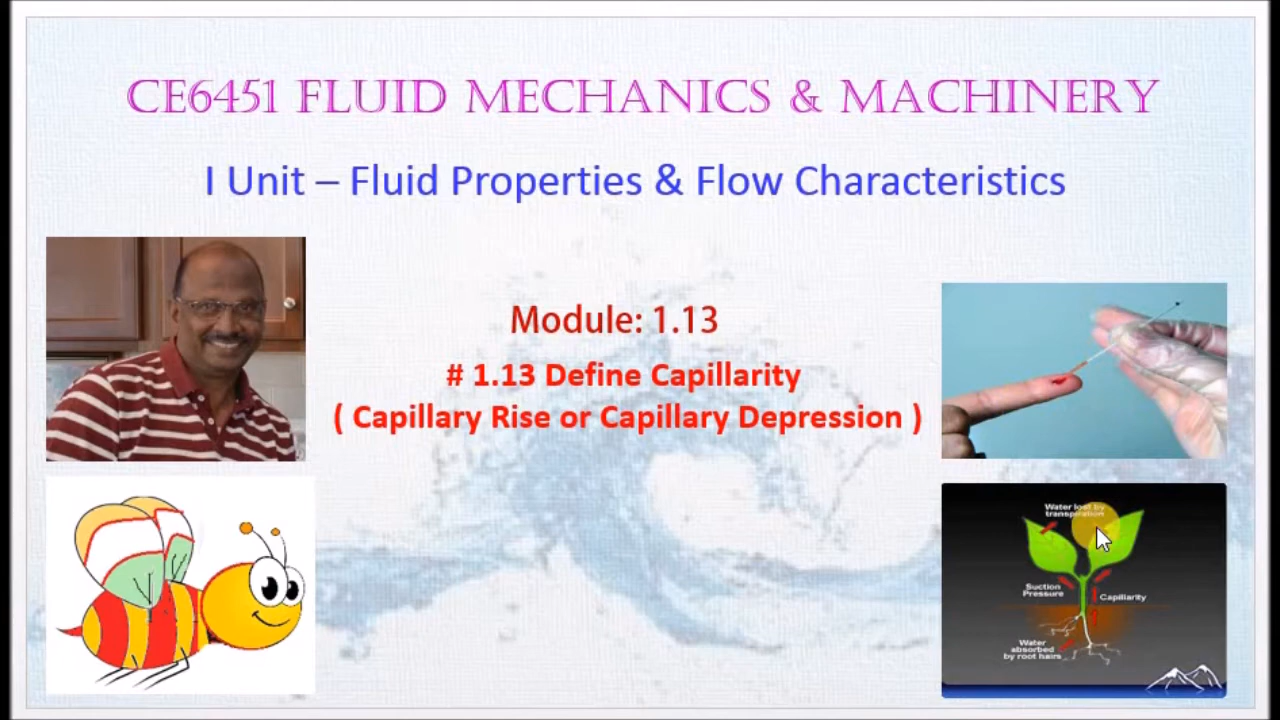 CE6451 FLUID MECHANICS & MACHINERY
I Unit – Fluid Properties & Flow Characteristics
Module: 1.13
# 1.13 Define Capillarity
( Capillary Rise or Capillary Depression )
Water lost by
transpiration
Suction
Pressure
Capillarity
Water
absorbed
by root hairs